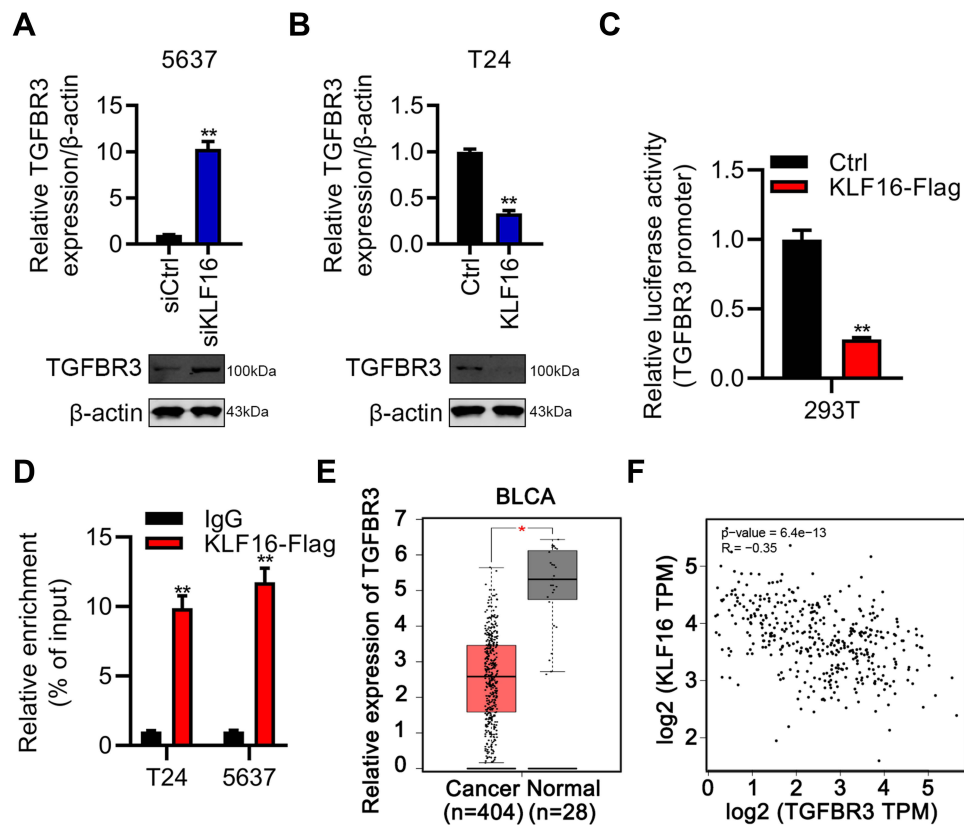 A
5637
Relative TGFBR3
expression/β-actin
15
10
5
0
**
siCtrl
siKLF16
TGFBR3
100kDa
β-actin
43kDa
B
T24
Relative TGFBR3
expression/β-actin
1.5
1.0
0.5
0.0
**
Ctrl
KLF16
TGFBR3
100kDa
β-actin
43kDa
C
Relative luciferase activity
(TGFBR3 promoter)
1.5
1.0
0.5
0.0
Ctrl
KLF16-Flag
**
293T
D
Relative enrichment
(% of input)
15
10
5
0
IgG
KLF16-Flag
**
**
T24
5637
E
BLCA
Relative expression of TGFBR3
7
6
5
4
3
2
1
0
*
Cancer Normal
(n=404) (n=28)
F
p-value = 6.4e-13
R = -0.35
log2 (KLF16 TPM)
5
4
3
2
0 1 2 3 4 5
log2 (TGFBR3 TPM)